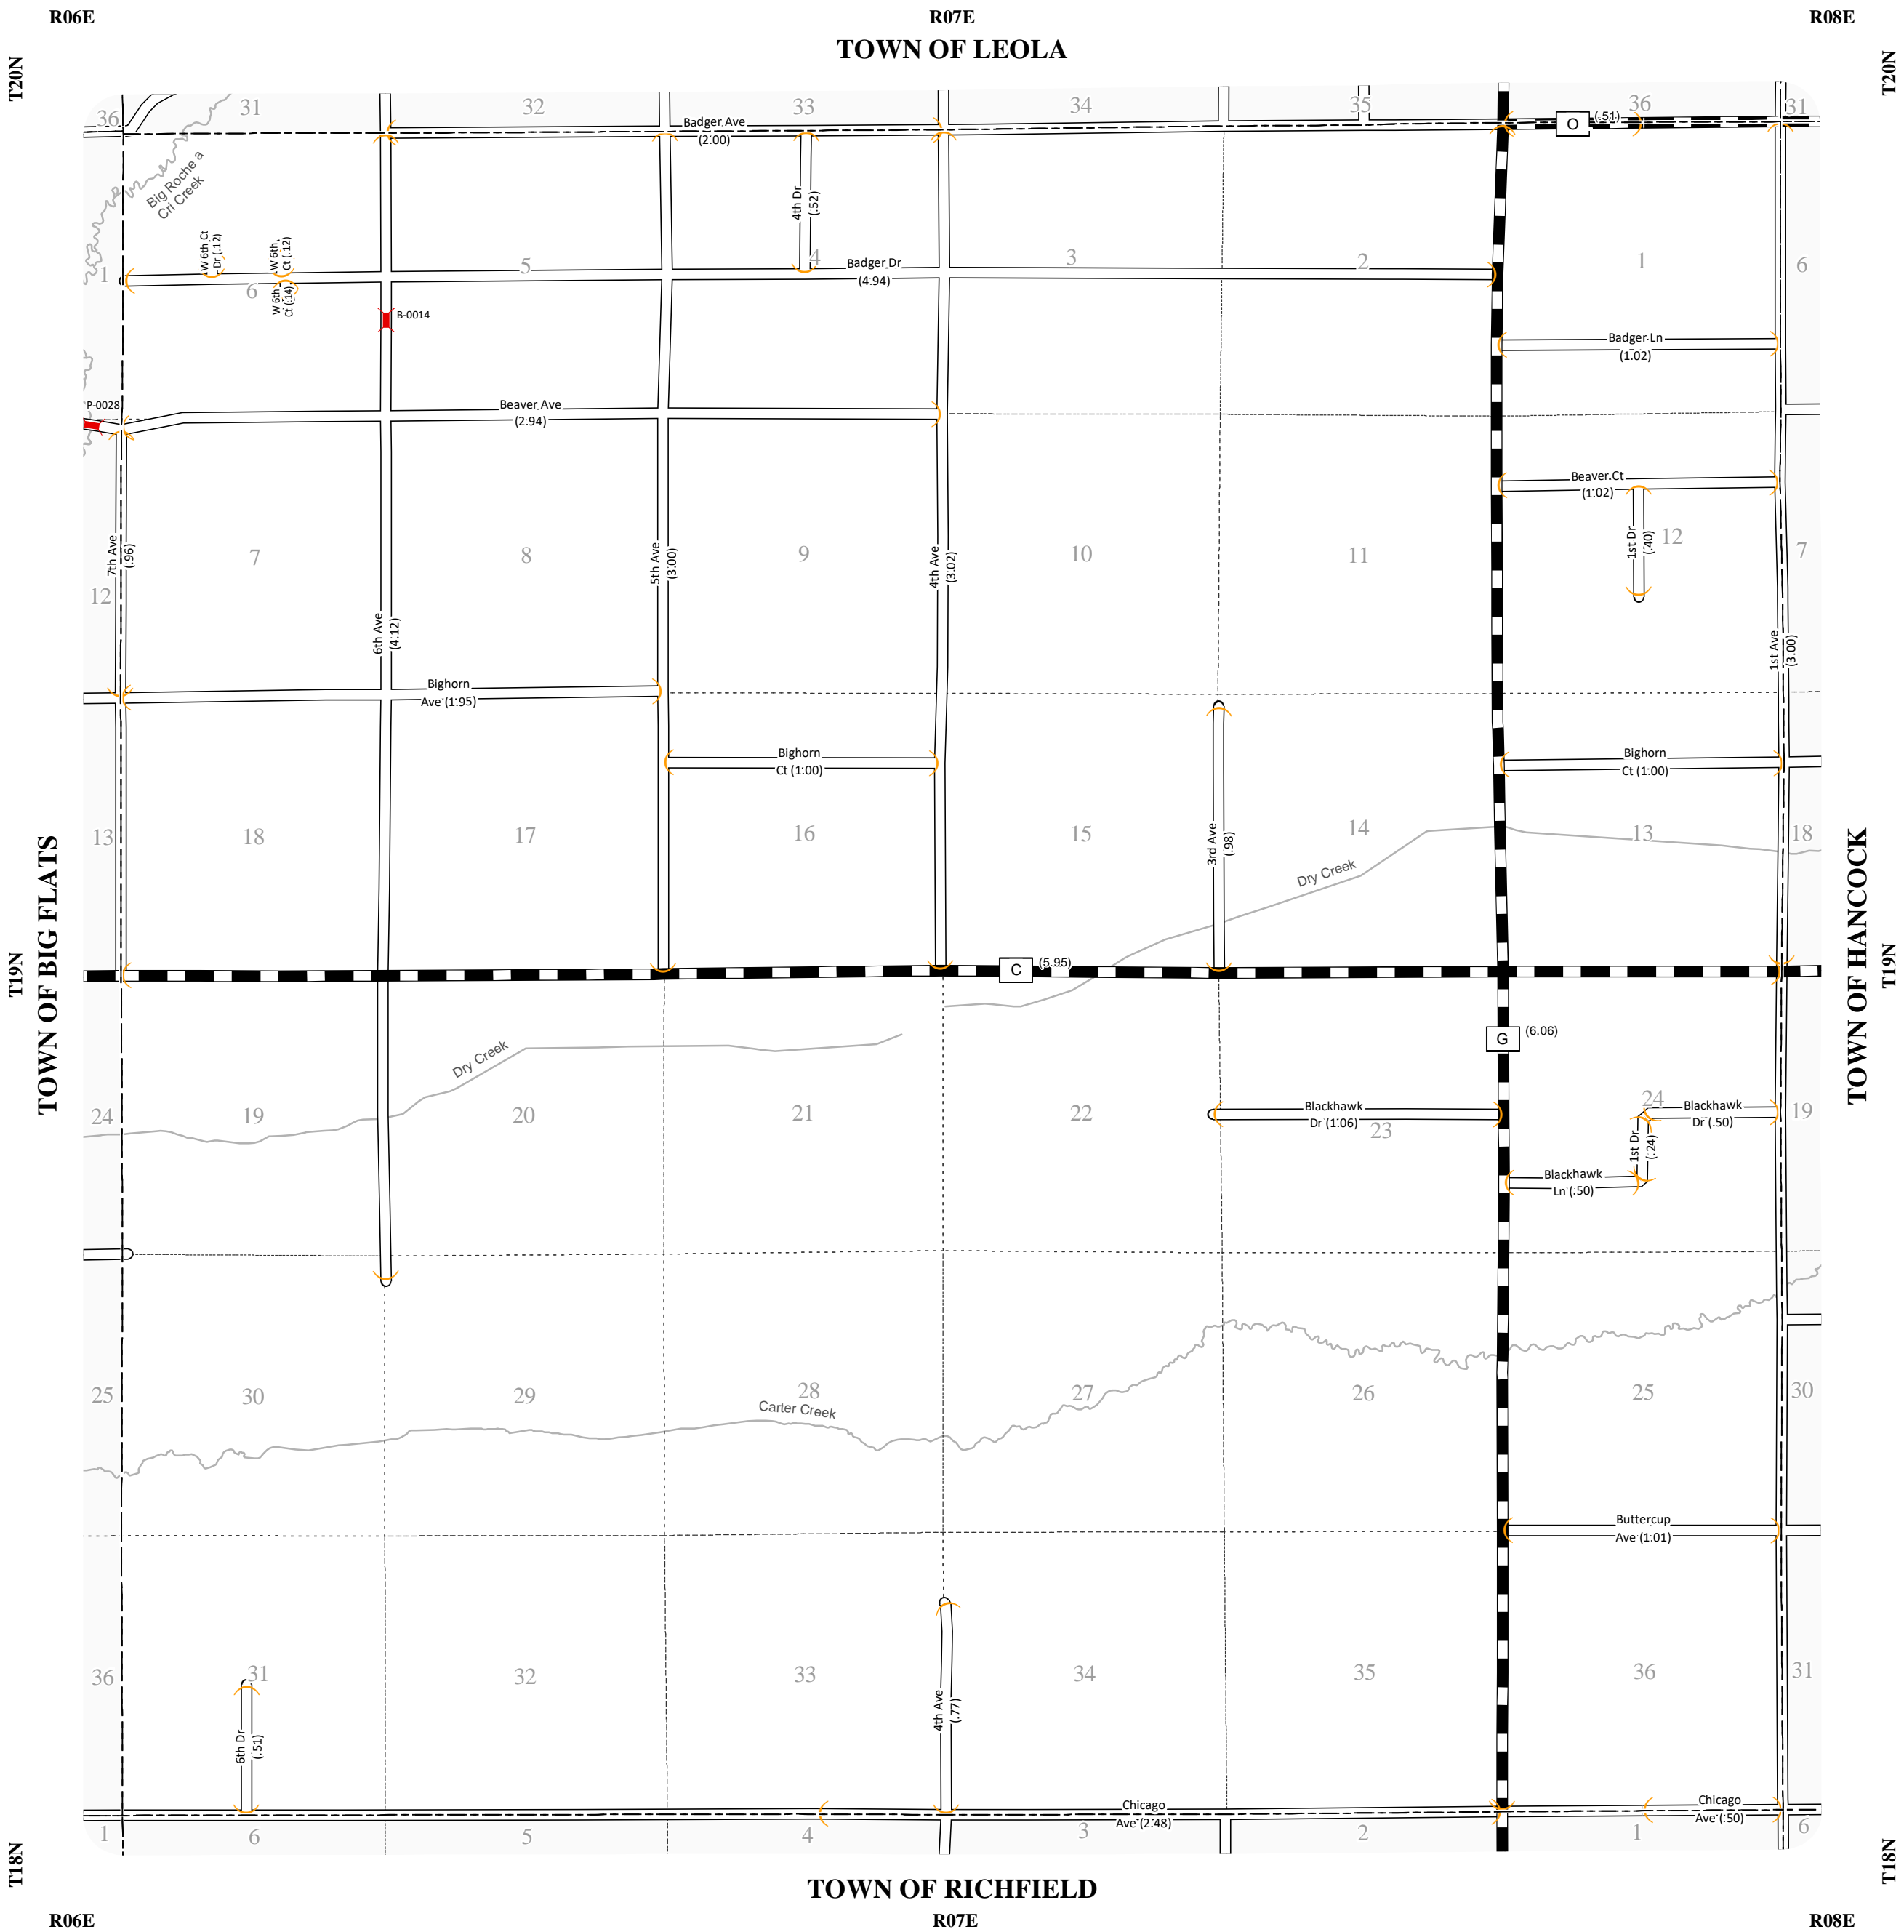 R06E R07E R08E
TOWN OF LEOLA
T20N T20N
36 31 32 33 34 35 36 31
Badger Ave
(2.00)
O (.51)
Big Roche a
Cri Creek
4th Dr
(.52)
W 6th Ct
Dr (.12)
W 6th
Ct (.12)
1 6 5 4 3 2 1 6
Badger Dr
(4.94)
W 6th
Ct (.14)
B-0014
Badger Ln
(1.02)
P-0028
Beaver Ave
(2.94)
Beaver Ct
(1.02)
1st Dr
(.40)
7th Ave
(.96)
5th Ave
(3.00)
4th Ave
(3.02)
12 7 8 9 10 11 12 7
6th Ave
(4.12)
1st Ave
(3.00)
Bighorn
Ave (1.95)
Bighorn
Ct (1.00)
Bighorn
Ct (1.00)
13 18 17 16 15 14 13 18
3rd Ave
(.98)
Dry Creek
TOWN OF BIG FLATS
TOWN OF HANCOCK
T19N T19N
C (5.95)
G (6.06)
Dry Creek
24 19 20 21 22 23 24 19
Blackhawk
Dr (1.06)
Blackhawk
Dr (.50)
1st Dr
(.24)
Blackhawk
Ln (.50)
25 30 29 28 27 26 25 30
Carter Creek
Buttercup
Ave (1.01)
36 31 32 33 34 35 36 31
6th Dr
(.51)
4th Ave
(.77)
Chicago
Ave (2.48)
Chicago
Ave (.50)
1 6 5 4 3 2 1 6
T18N T18N
TOWN OF RICHFIELD
R06E R07E R08E